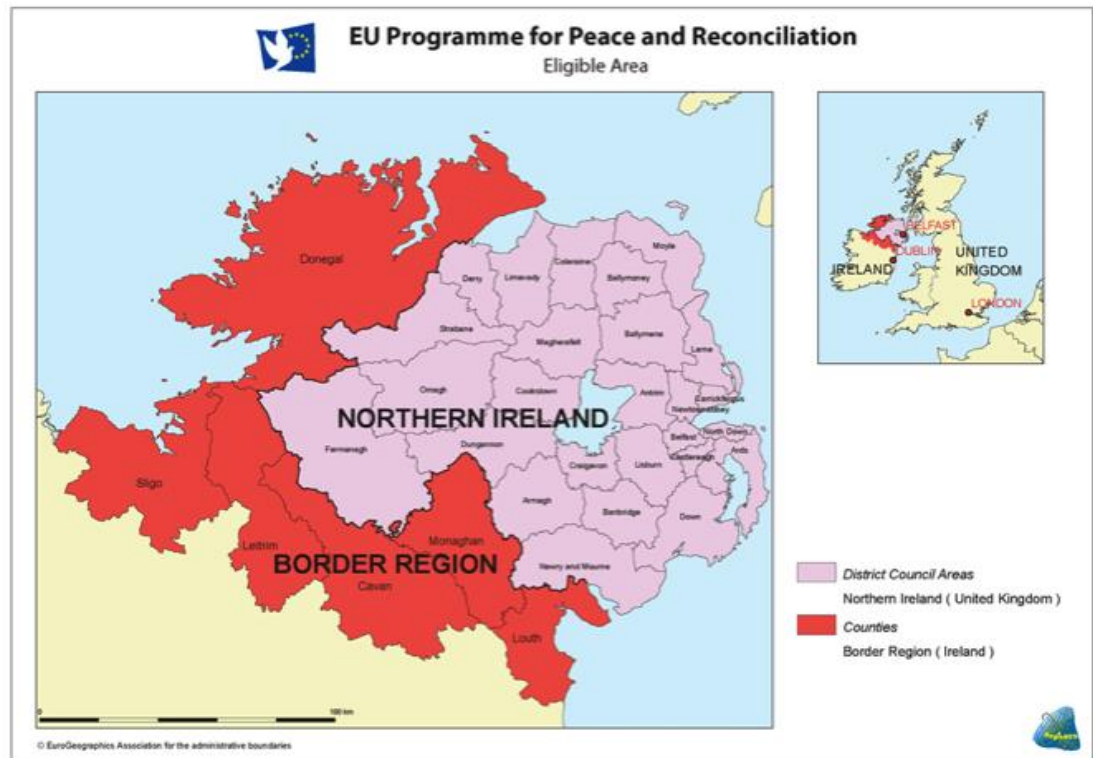 EU Programme for Peace and Reconciliation
Eligible Area
Donegal
Derry
Limavady
Coleraine
Ballymoney
Moyle
Strabane
Magherafelt
Ballymena
Larne
Omagh
Cookstown
Antrim
Carrickfergus
Newtownabbey
NORTHERN IRELAND
Belfast
North Down
Fermanagh
Dungannon
Castlereagh
Ards
Craigavon
Lisburn
Sligo
Armagh
Banbridge
Down
Leitrim
Monaghan
BORDER REGION
Newry and Mourne
Cavan
Louth
0
100 km
© EuroGeographics Association for the administrative boundaries
BELFAST
DUBLIN
IRELAND
UNITED
KINGDOM
LONDON
District Council Areas
Northern Ireland ( United Kingdom )
Counties
Border Region ( Ireland )